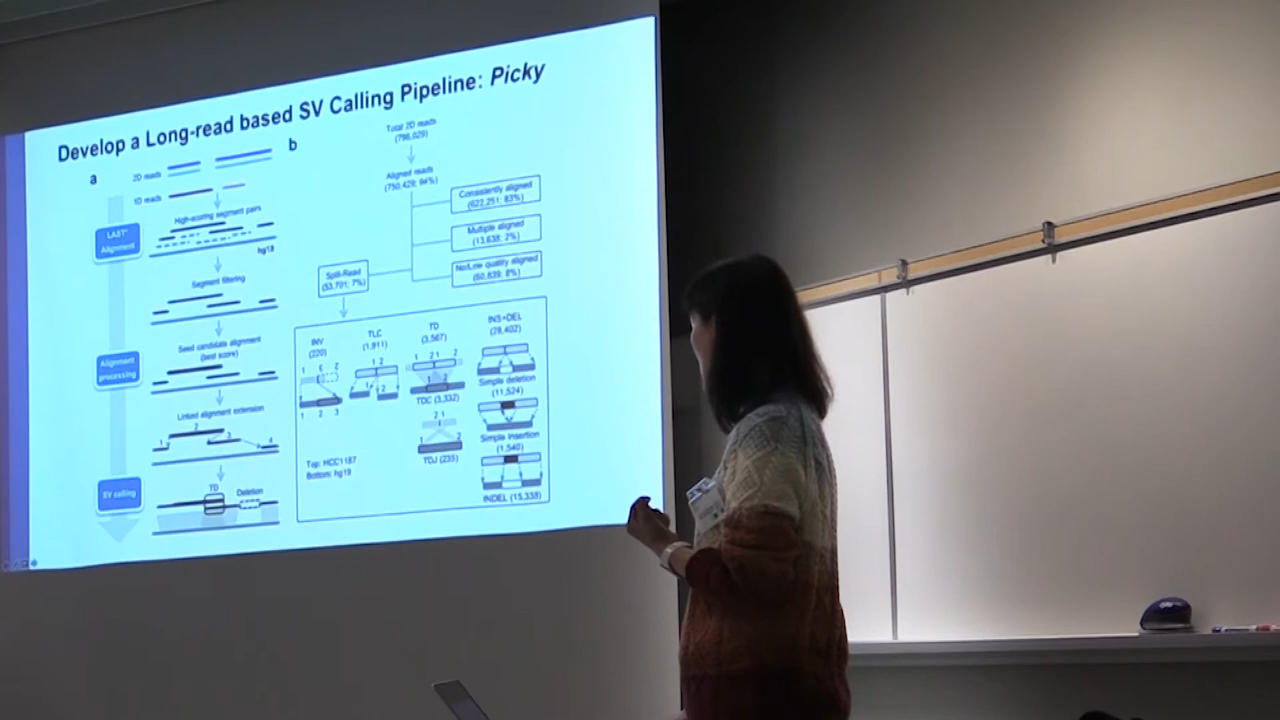 Develop a Long-read based SV Calling Pipeline: Picky
a
2D reads
1D reads
LAST
Alignment
High-scoring segment pairs
hg19
Segment filtering
Alignment
processing
Seed candidate alignment
(best score)
Linked alignment extension
1 2 3 4
SV calling
TD
Deletion
b
Total 2D reads
Aligned reads
(750,429; 94%)
Consistently aligned
(622,251; 83%)
Multiple aligned
(13,638; 2%)
No/Low quality aligned
(60,839; 8%)
Split-Read
(53,701; 7%)
INV
(220)
1 2 3
TLC
(1,911)
1 2
1 2
TD
(3,567)
1 2 1 2
1 2
TDC (3,332)
2 1
1 2
TDJ (235)
INS+DEL
(28,402)
Simple deletion
(11,524)
Simple Insertion
(1,540)
INDEL (15,338)
Top: HCC1187
Bottom: hg19